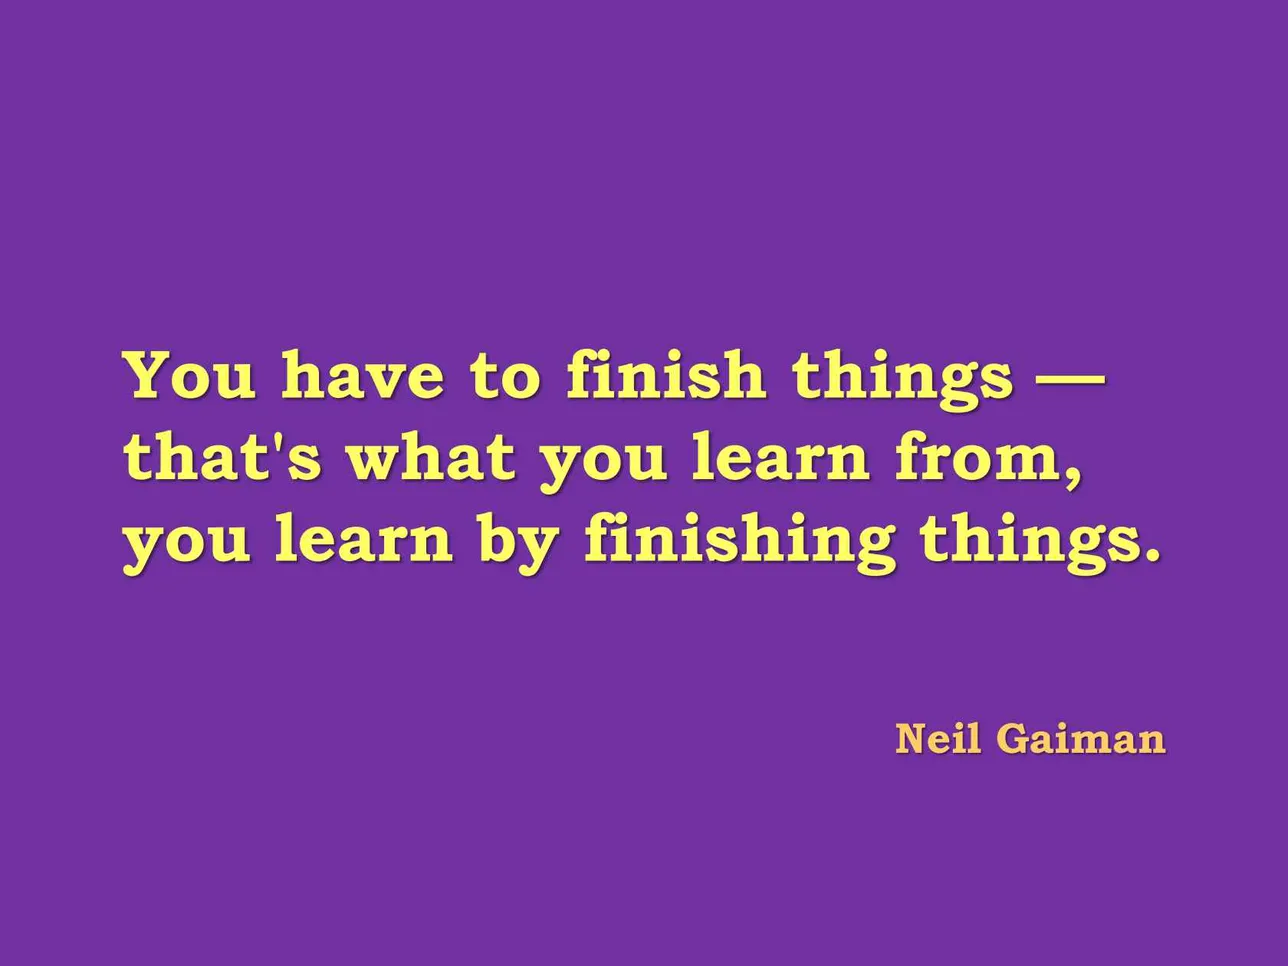 You have to finish things —
that's what you learn from,
you learn by finishing things.
Neil Gaiman